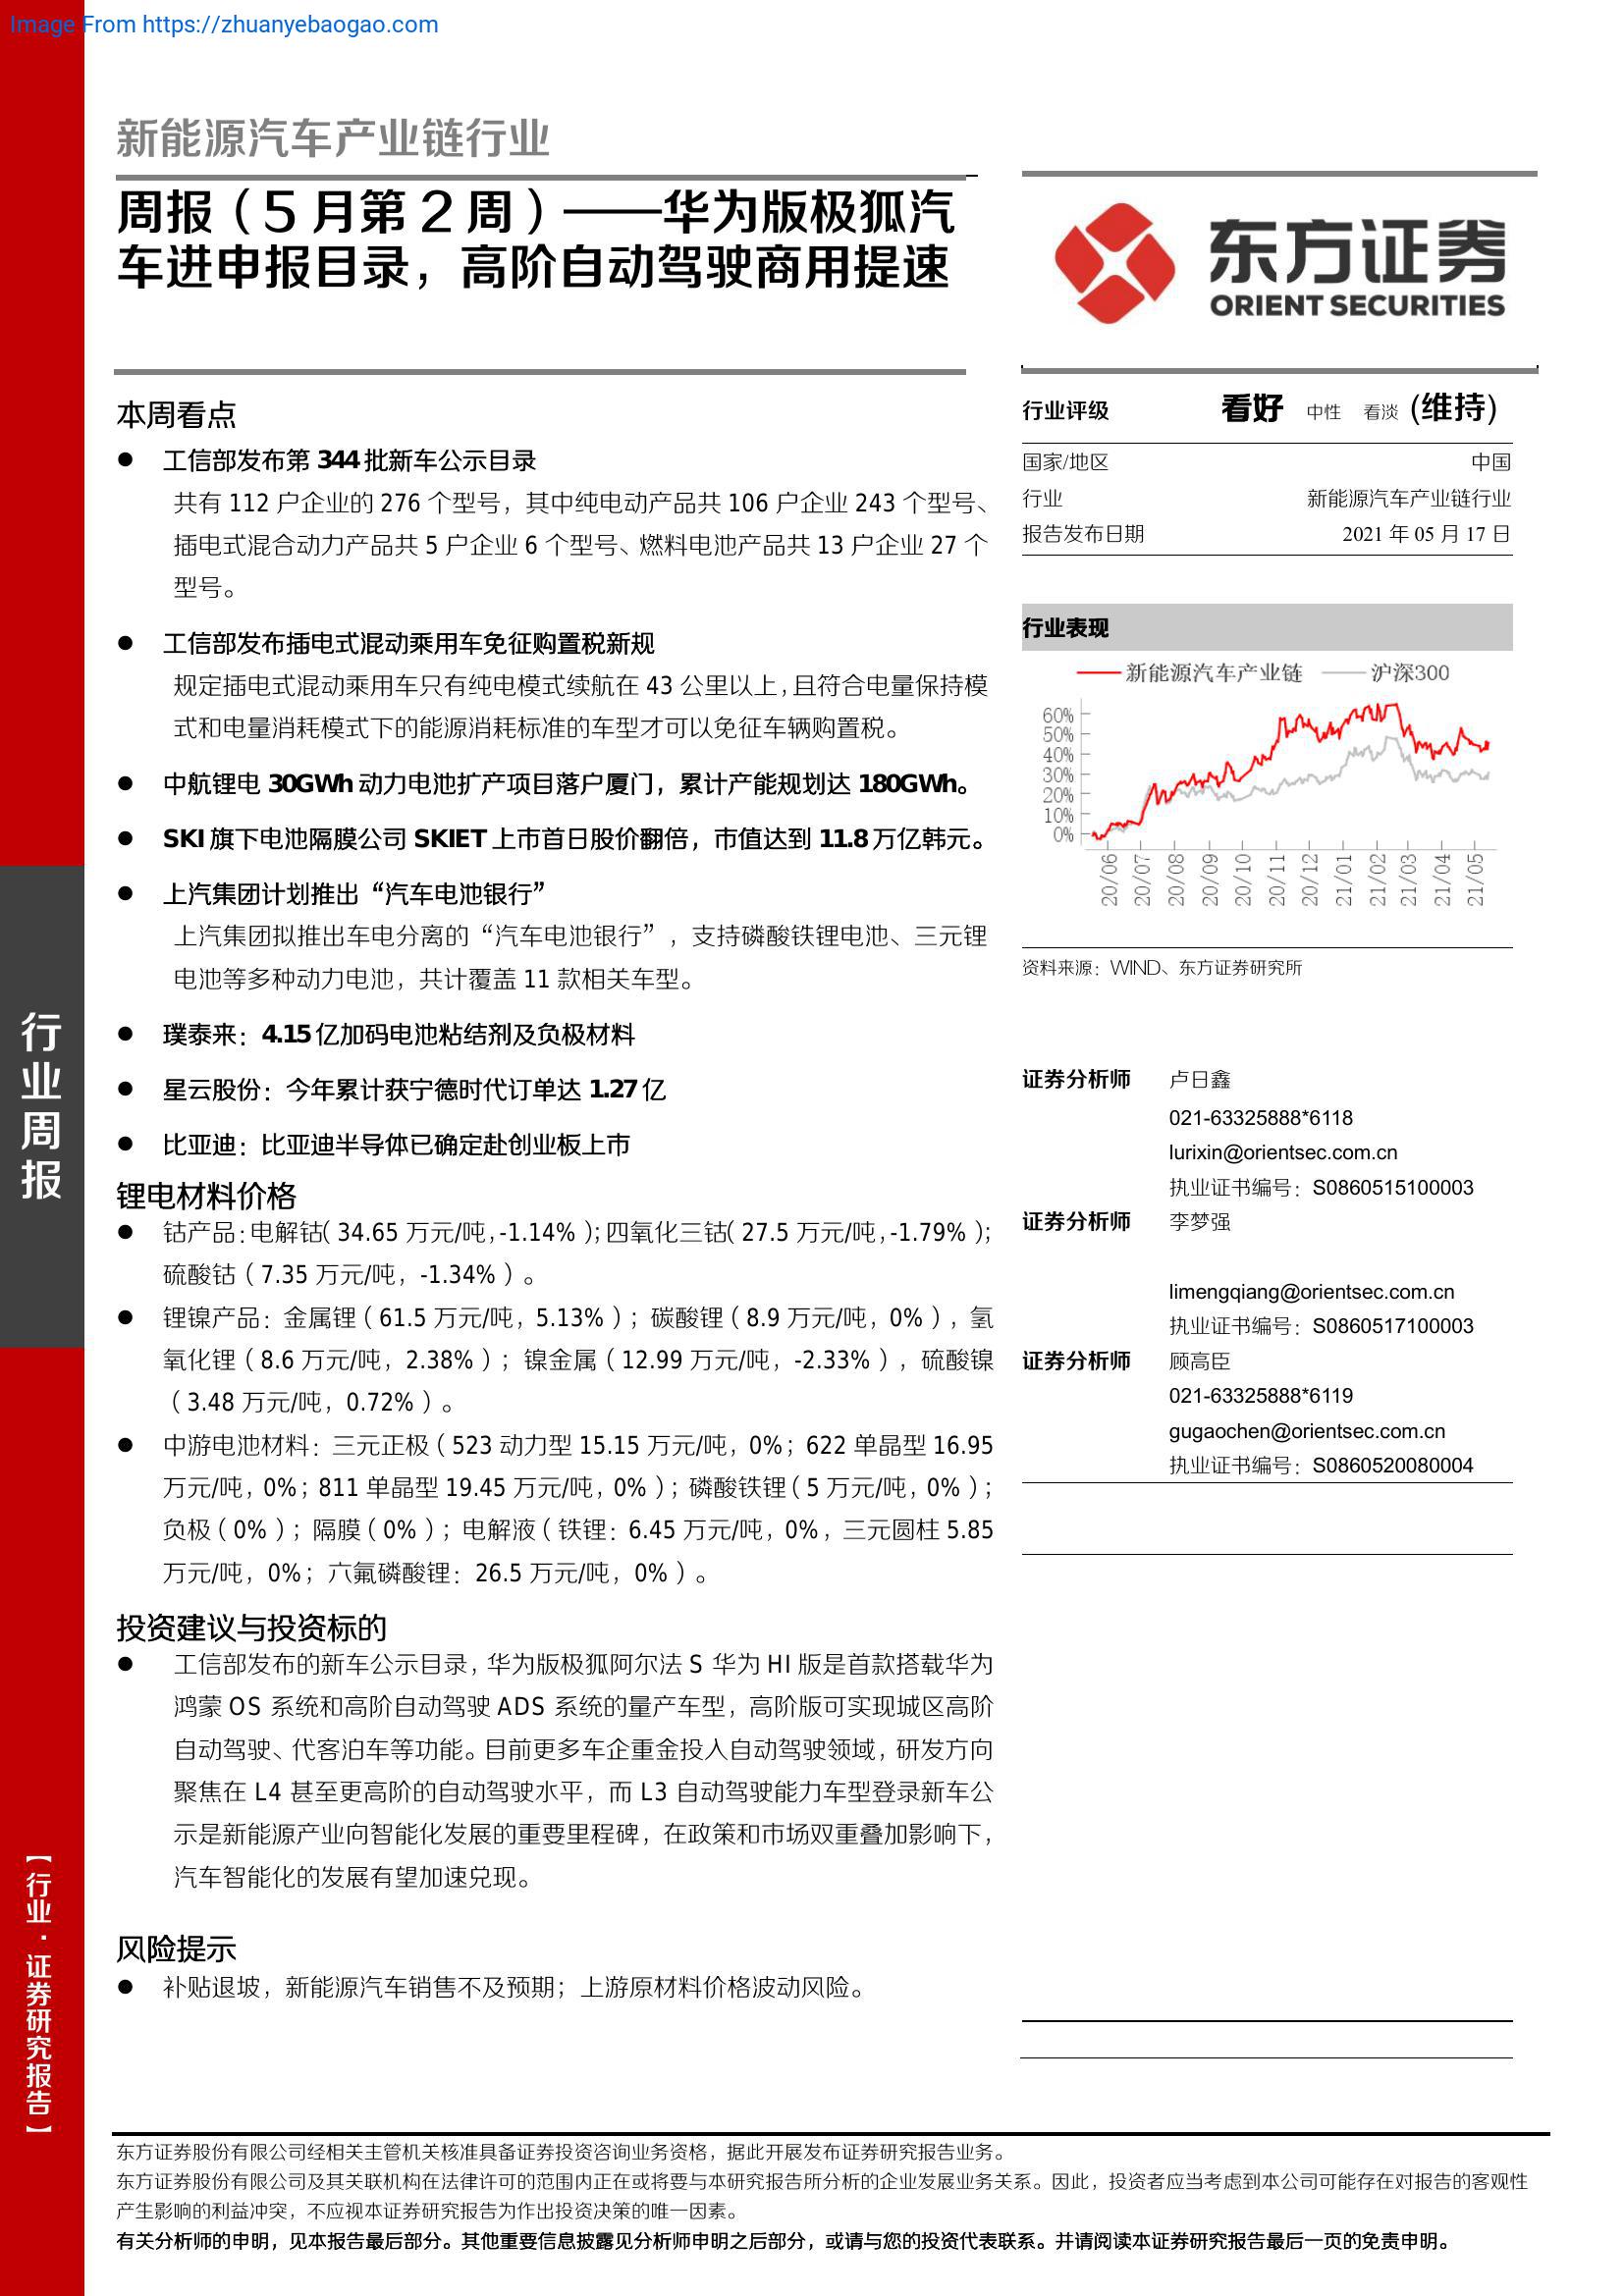 Image From https://zhuanyebaogao.com
新能源汽车产业链行业
周报（5 月第 2 周）——华为版极狐汽
车进申报目录，高阶自动驾驶商用提速
东方证券
ORIENT SECURITIES
本周看点
● 工信部发布第 344 批新车公示目录
共有 112 户企业的 276 个型号，其中纯电动产品共 106 户企业 243 个型号、
插电式混合动力产品共 5 户企业 6 个型号、燃料电池产品共 13 户企业 27 个
型号。
● 工信部发布插电式混动乘用车免征购置税新规
规定插电式混动乘用车只有纯电模式续航在 43 公里以上，且符合电量保持模
式和电量消耗模式下的能源消耗标准的车型才可以免征车辆购置税。
● 中航锂电 30GWh 动力电池扩产项目落户厦门，累计产能规划达 180GWh。
● SKI 旗下电池隔膜公司 SKIET 上市首日股价翻倍，市值达到 11.8 万亿韩元。
● 上汽集团计划推出“汽车电池银行”
上汽集团拟推出车电分离的“汽车电池银行”，支持磷酸铁锂电池、三元锂
电池等多种动力电池，共计覆盖 11 款相关车型。
● 璞泰来：4.15 亿加码电池粘结剂及负极材料
● 星云股份：今年累计获宁德时代订单达 1.27 亿
● 比亚迪：比亚迪半导体已确定赴创业板上市
锂电材料价格
● 钴产品：电解钴（34.65 万元/吨，-1.14%）；四氧化三钴（27.5 万元/吨，-1.79%）；
硫酸钴（7.35 万元/吨，-1.34%）。
● 锂镍产品：金属锂（61.5 万元/吨，5.13%）；碳酸锂（8.9 万元/吨，0%），氢
氧化锂（8.6 万元/吨，2.38%）；镍金属（12.99 万元/吨，-2.33%），硫酸镍
（3.48 万元/吨，0.72%）。
● 中游电池材料：三元正极（523 动力型 15.15 万元/吨，0%；622 单晶型 16.95
万元/吨，0%；811 单晶型 19.45 万元/吨，0%）；磷酸铁锂（5 万元/吨，0%）；
负极（0%）；隔膜（0%）；电解液（铁锂：6.45 万元/吨，0%，三元圆柱 5.85
万元/吨，0%；六氟磷酸锂：26.5 万元/吨，0%）。
投资建议与投资标的
● 工信部发布的新车公示目录，华为版极狐阿尔法 S 华为 HI 版是首款搭载华为
鸿蒙 OS 系统和高阶自动驾驶 ADS 系统的量产车型，高阶版可实现城区高阶
自动驾驶、代客泊车等功能。目前更多车企重金投入自动驾驶领域，研发方向
聚焦在 L4 甚至更高阶的自动驾驶水平，而 L3 自动驾驶能力车型登录新车公
示是新能源产业向智能化发展的重要里程碑，在政策和市场双重叠加影响下，
汽车智能化的发展有望加速兑现。
风险提示
● 补贴退坡，新能源汽车销售不及预期；上游原材料价格波动风险。
行业评级 看好 中性 看淡 (维持)
国家/地区 中国
行业 新能源汽车产业链行业
报告发布日期 2021 年 05 月 17 日
行业表现
新能源汽车产业链 沪深300
60%
50%
40%
30%
20%
10%
0%
20/06 20/07 20/08 20/09 20/10 20/11 20/12 21/01 21/02 21/03 21/04 21/05
资料来源：WIND、东方证券研究所
证券分析师 卢日鑫
021-63325888*6118
lurixin@orientsec.com.cn
执业证书编号：S0860515100003
证券分析师 李梦强
limengqiang@orientsec.com.cn
执业证书编号：S0860517100003
证券分析师 顾高臣
021-63325888*6119
gugaochen@orientsec.com.cn
执业证书编号：S0860520080004
行业周报
【行业·证券研究报告】
东方证券股份有限公司经相关主管机关核准具备证券投资咨询业务资格，据此开展发布证券研究报告业务。
东方证券股份有限公司及其关联机构在法律许可的范围内正在或将要与本研究报告所分析的企业发展业务关系。因此，投资者应当考虑到本公司可能存在对报告的客观性
产生影响的利益冲突，不应视本证券研究报告为作出投资决策的唯一因素。
有关分析师的申明，见本报告最后部分。其他重要信息披露见分析师申明之后部分，或请与您的投资代表联系。并请阅读本证券研究报告最后一页的免责申明。